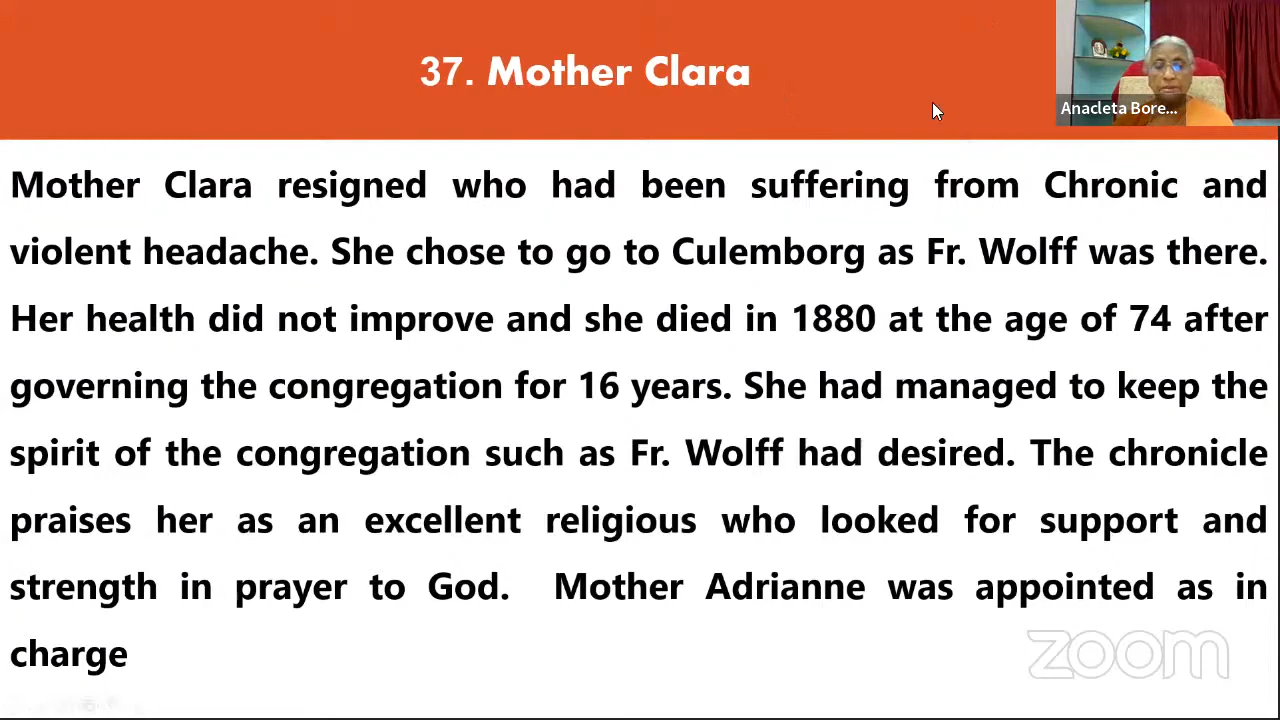 37. Mother Clara
Anacleta Bore...
Mother Clara resigned who had been suffering from Chronic and
violent headache. She chose to go to Culemborg as Fr. Wolff was there.
Her health did not improve and she died in 1880 at the age of 74 after
governing the congregation for 16 years. She had managed to keep the
spirit of the congregation such as Fr. Wolff had desired. The chronicle
praises her as an excellent religious who looked for support and
strength in prayer to God. Mother Adrianne was appointed as in
charge
zoom